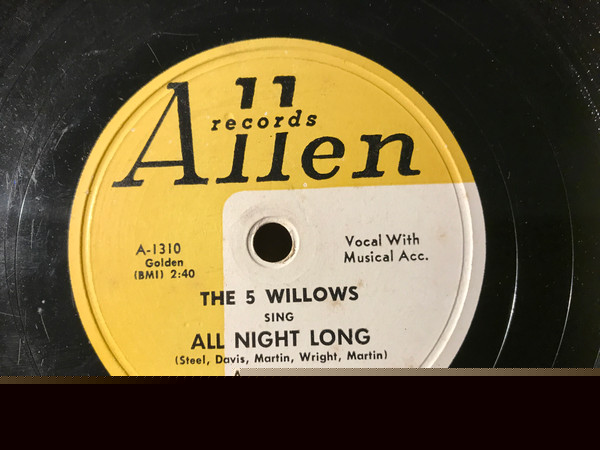 Allen
records
A-1310
Golden
(BMI) 2:40
Vocal With
Musical Acc.
THE 5 WILLOWS
SING
ALL NIGHT LONG
(Steel, Davis, Martin, Wright, Martin)